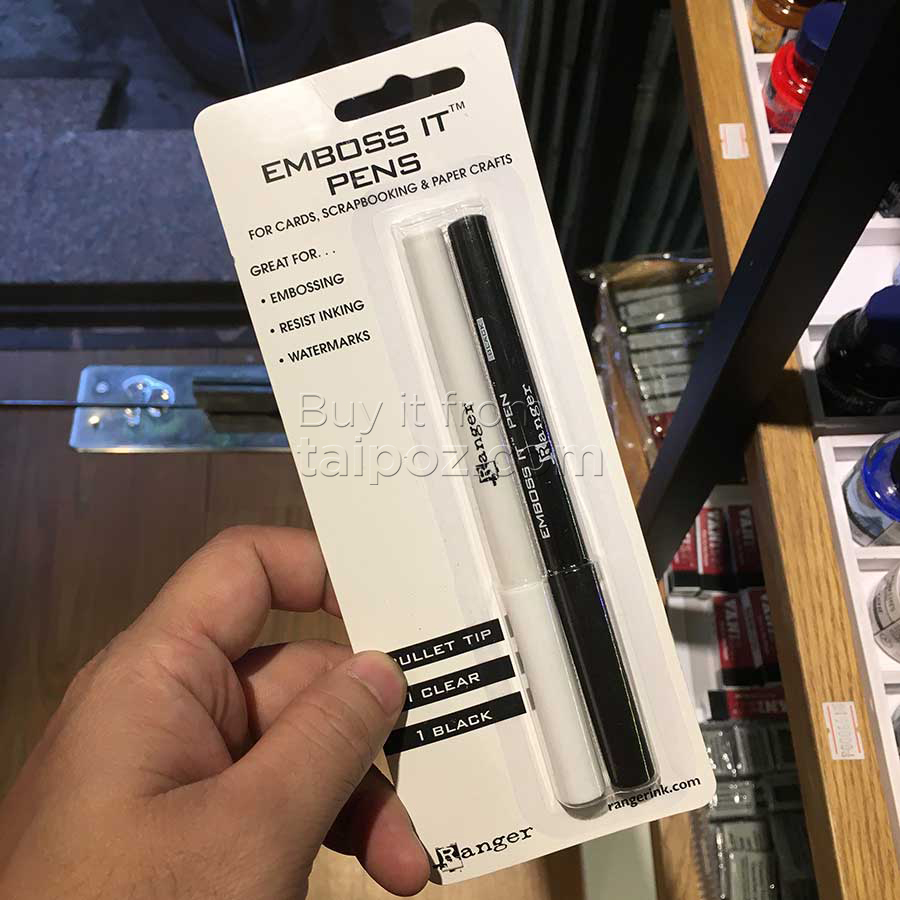 EMBOSS IT™
PENS
FOR CARDS, SCRAPBOOKING & PAPER CRAFTS
GREAT FOR...
• EMBOSSING
• RESIST INKING
• WATERMARKS
Buy it from
taipoz.com
Ranger
BLACK
EMBOSS IT™ PEN
Ranger
BULLET TIP
1 CLEAR
1 BLACK
rangerink.com
Ranger